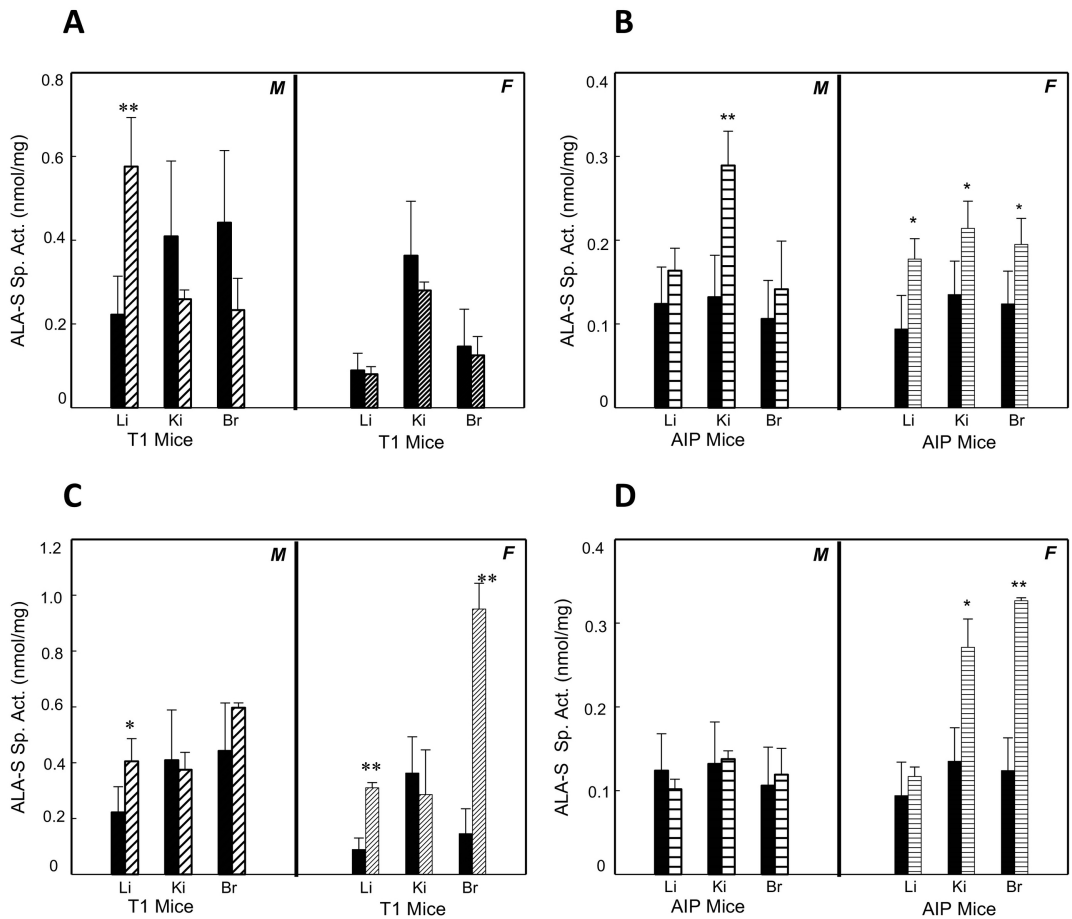 A
ALA-S Sp. Act. (nmol/mg)
0.8
0.6
0.4
0.2
0
M
F
**
Li Ki Br
T1 Mice
Li Ki Br
T1 Mice
B
ALA-S Sp. Act. (nmol/mg)
0.4
0.3
0.2
0.1
0
M
F
**
* * *
Li Ki Br
AIP Mice
Li Ki Br
AIP Mice
C
ALA-S Sp. Act. (nmol/mg)
1.2
1.0
0.8
0.6
0.4
0.2
0
M
F
*
** **
Li Ki Br
T1 Mice
Li Ki Br
T1 Mice
D
ALA-S Sp. Act. (nmol/mg)
0.4
0.3
0.2
0.1
0
M
F
* **
Li Ki Br
AIP Mice
Li Ki Br
AIP Mice